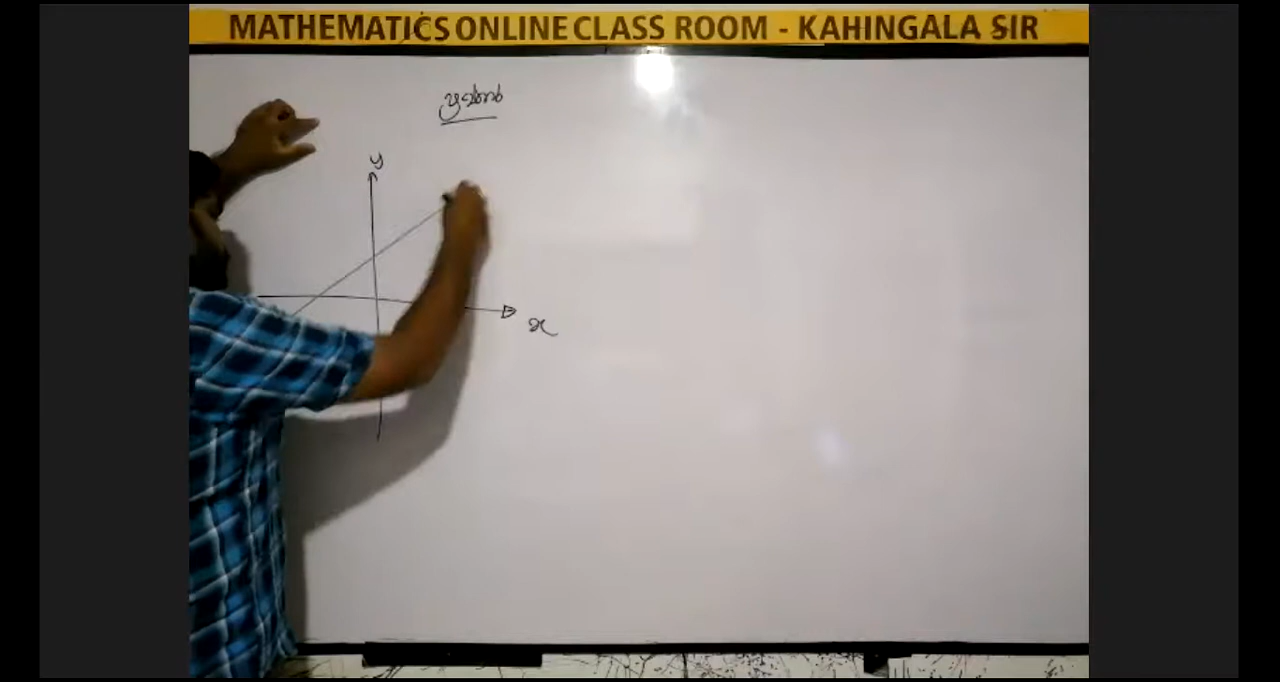 MATHEMATICS ONLINE CLASS ROOM - KAHINGALA SIR
ප්‍රස්තාර
y
x